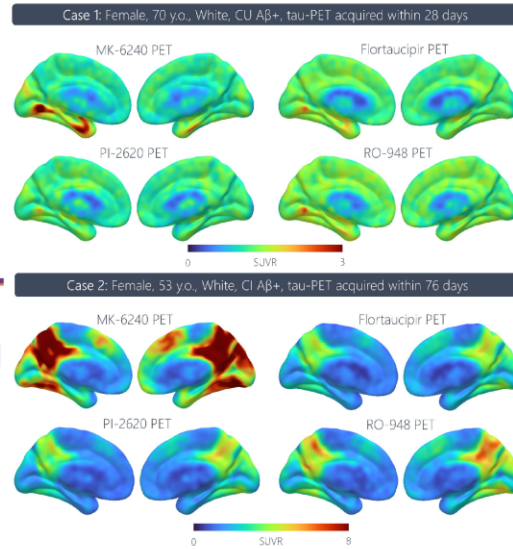 Case 1: Female, 70 y.o., White, CU Aβ+, tau-PET acquired within 28 days
MK-6240 PET
Flortaucipir PET
PI-2620 PET
RO-948 PET
0
SUVR
3
Case 2: Female, 53 y.o., White, CI Aβ+, tau-PET acquired within 76 days
MK-6240 PET
Flortaucipir PET
PI-2620 PET
RO-948 PET
0
SUVR
8